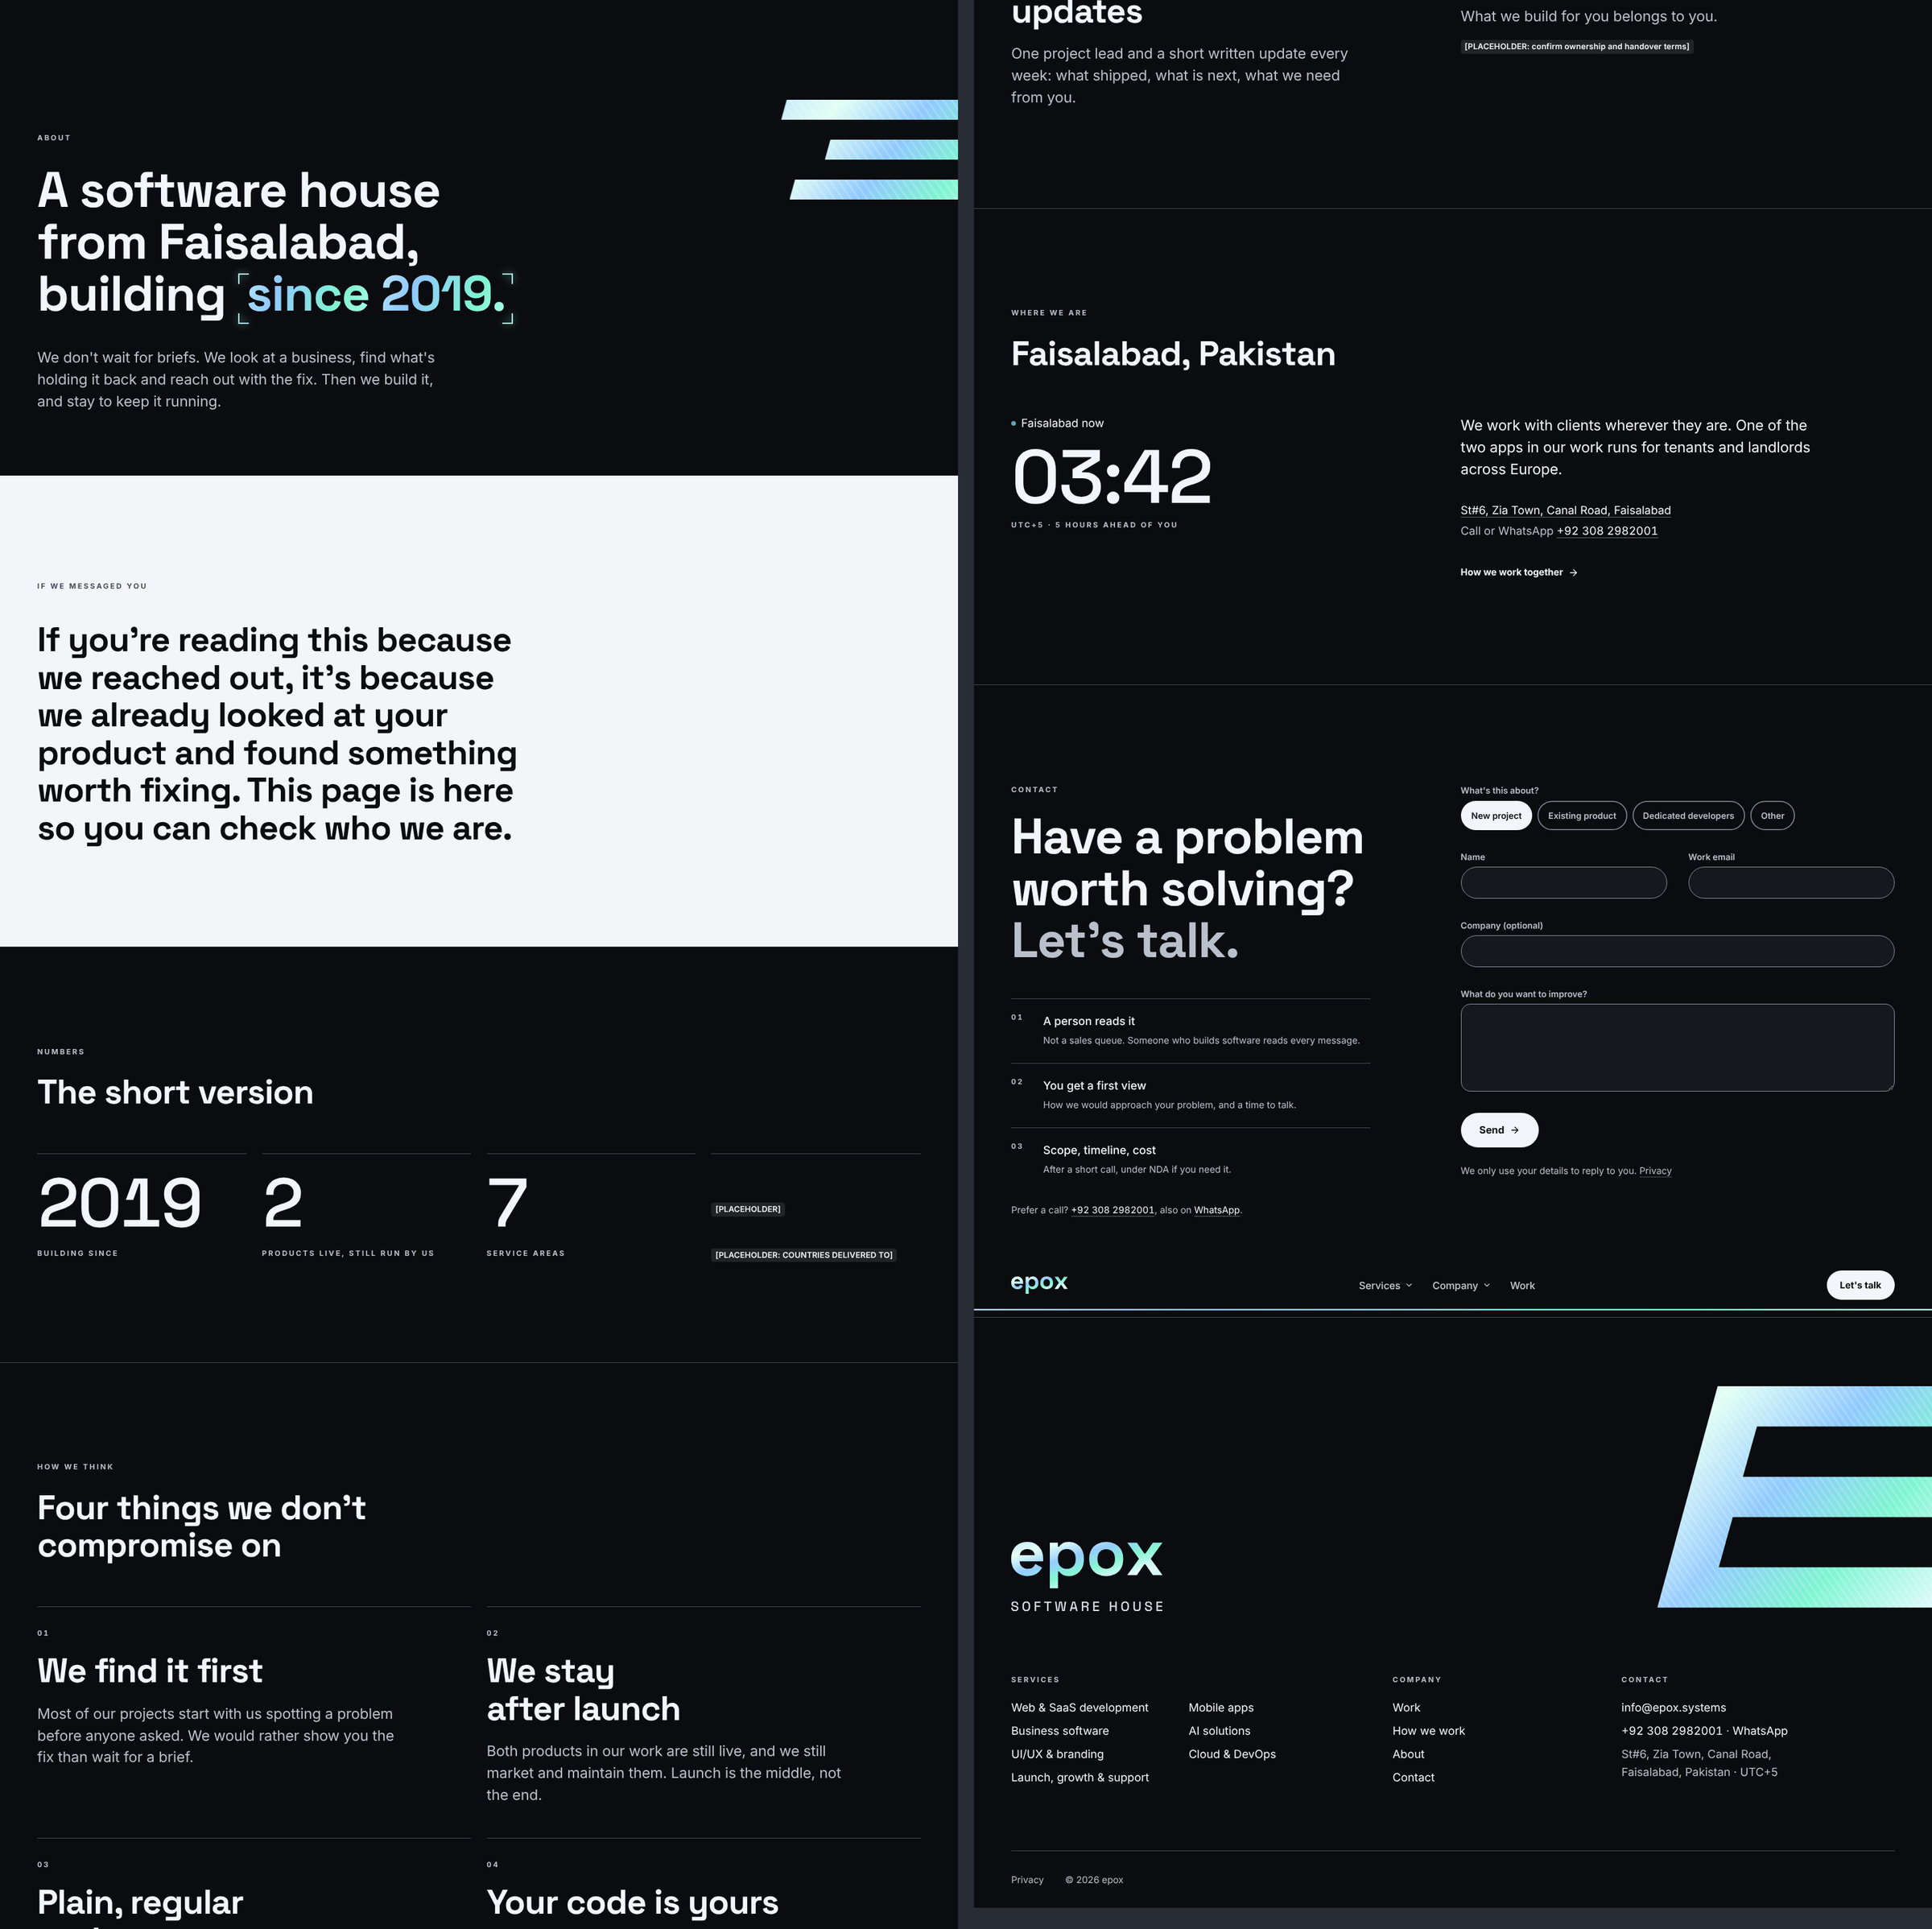 ABOUT
A software house
from Faisalabad,
building since 2019.
We don't wait for briefs. We look at a business, find what's
holding it back and reach out with the fix. Then we build it,
and stay to keep it running.
IF WE MESSAGED YOU
If you’re reading this because
we reached out, it’s because
we already looked at your
product and found something
worth fixing. This page is here
so you can check who we are.
NUMBERS
The short version
2019
BUILDING SINCE
2
PRODUCTS LIVE, STILL RUN BY US
7
SERVICE AREAS
[PLACEHOLDER]
[PLACEHOLDER: COUNTRIES DELIVERED TO]
HOW WE THINK
Four things we don’t
compromise on
01
We find it first
Most of our projects start with us spotting a problem
before anyone asked. We would rather show you the
fix than wait for a brief.
02
We stay
after launch
Both products in our work are still live, and we still
market and maintain them. Launch is the middle, not
the end.
03
Plain, regular
04
Your code is yours
updates
One project lead and a short written update every
week: what shipped, what is next, what we need
from you.
What we build for you belongs to you.
[PLACEHOLDER: confirm ownership and handover terms]
WHERE WE ARE
Faisalabad, Pakistan
Faisalabad now
03:42
UTC+5 · 5 HOURS AHEAD OF YOU
We work with clients wherever they are. One of the
two apps in our work runs for tenants and landlords
across Europe.
St#6, Zia Town, Canal Road, Faisalabad
Call or WhatsApp +92 308 2982001
How we work together →
CONTACT
Have a problem
worth solving?
Let’s talk.
01
A person reads it
Not a sales queue. Someone who builds software reads every message.
02
You get a first view
How we would approach your problem, and a time to talk.
03
Scope, timeline, cost
After a short call, under NDA if you need it.
Prefer a call? +92 308 2982001, also on WhatsApp.
What's this about?
New project Existing product Dedicated developers Other
Name
Work email
Company (optional)
What do you want to improve?
Send →
We only use your details to reply to you. Privacy
epox
Services Company Work
Let's talk
epox
SOFTWARE HOUSE
SERVICES
Web & SaaS development
Business software
UI/UX & branding
Launch, growth & support
Mobile apps
AI solutions
Cloud & DevOps
COMPANY
Work
How we work
About
Contact
CONTACT
info@epox.systems
+92 308 2982001 · WhatsApp
St#6, Zia Town, Canal Road,
Faisalabad, Pakistan · UTC+5
Privacy
© 2026 epox